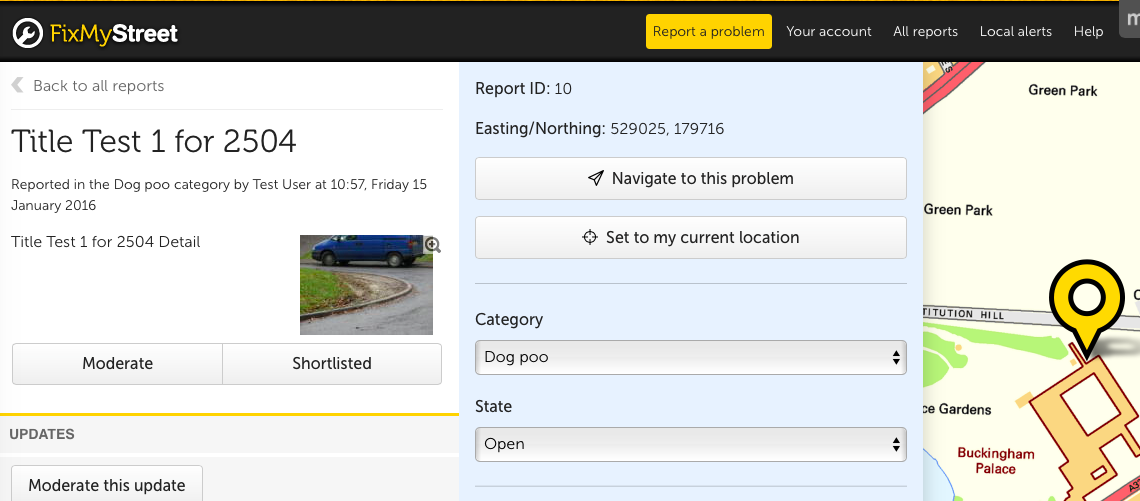 FixMyStreet
Report a problem
Your account
All reports
Local alerts
Help
Back to all reports
Title Test 1 for 2504
Reported in the Dog poo category by Test User at 10:57, Friday 15
January 2016
Title Test 1 for 2504 Detail
Moderate
Shortlisted
UPDATES
Moderate this update
Report ID: 10
Easting/Northing: 529025, 179716
Navigate to this problem
Set to my current location
Category
Dog poo
State
Open
Green Park
Green Park
TITUTION HILL
ce Gardens
Buckingham
Palace